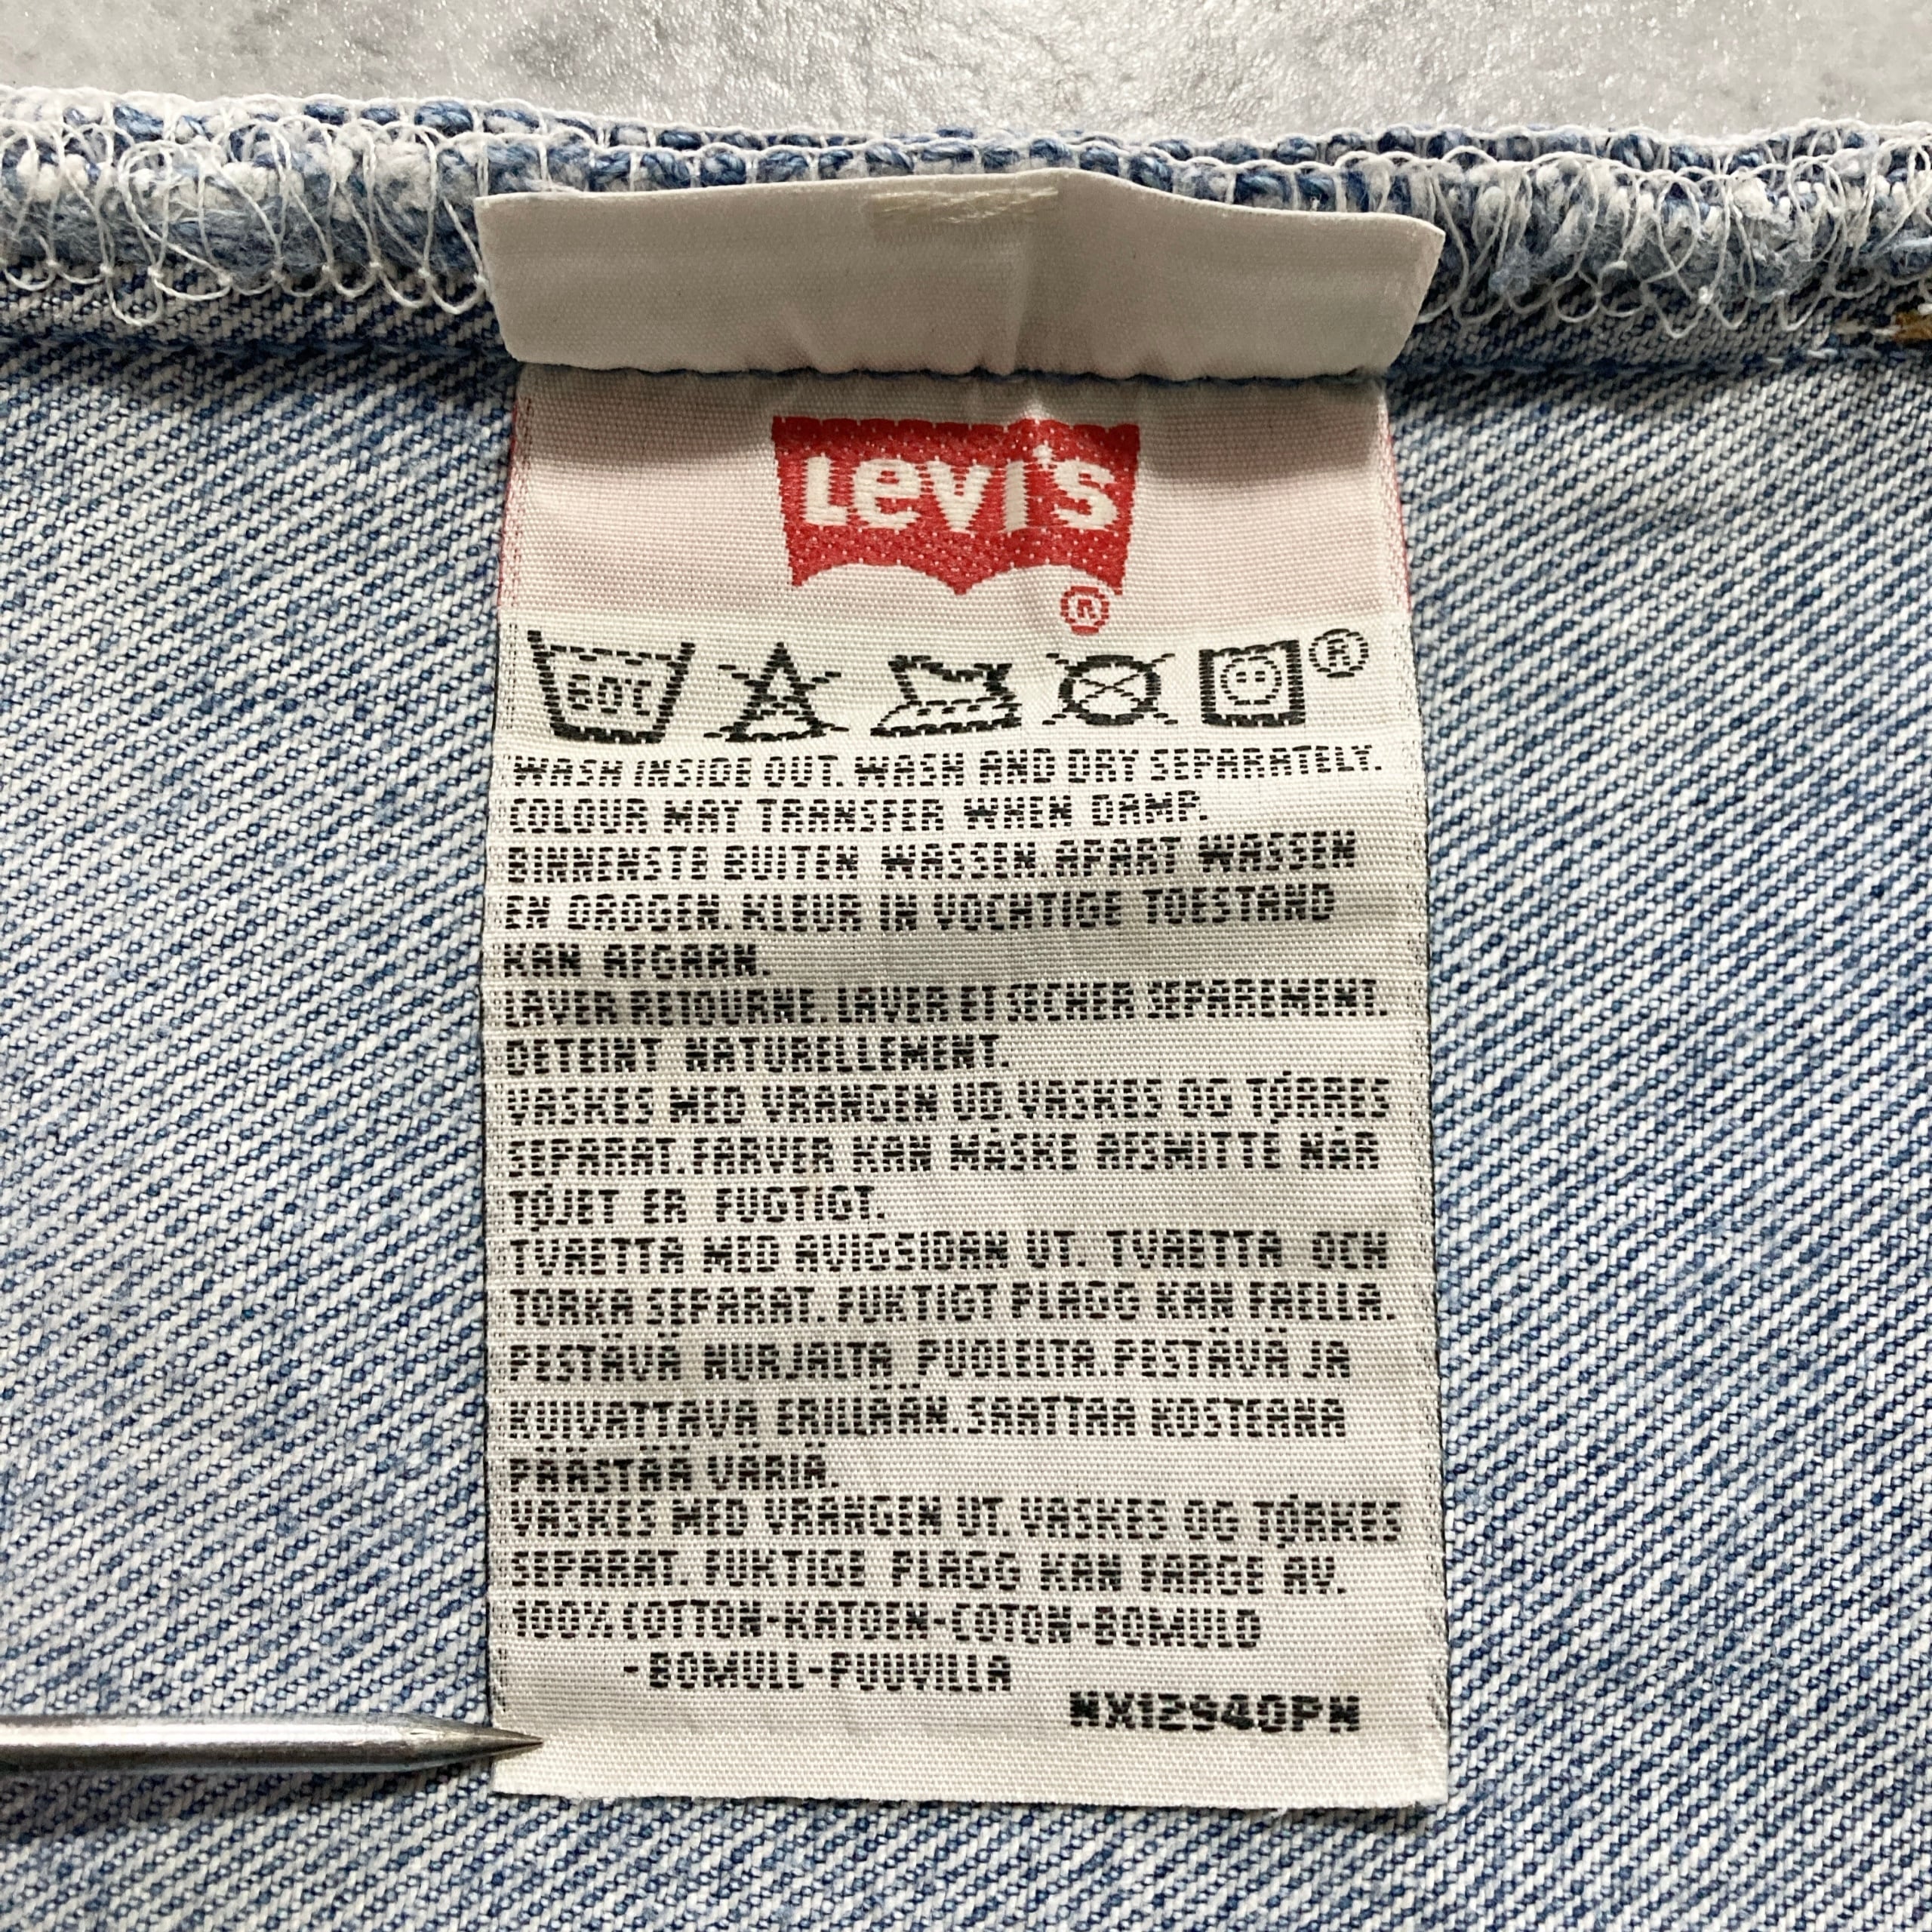 Levi's
®
60°C ®
WASH INSIDE OUT. WASH AND DRY SEPARATELY.
COLOUR MAY TRANSFER WHEN DAMP.
BINNENSTE BUITEN WASSEN. APART WASSEN
EN DROGEN. KLEUR IN VOCHTIGE TOESTAND
KAN AFGAAN.
LAVER RETOURNE. LAVER ET SECHER SEPAREMENT.
DETEINT NATURELLEMENT.
VASKES MED VRANGEN UD. VASKES OG TØRRES
SEPARAT. FARVER KAN MÅSKE AFSMITTE NÅR
TØJET ER FUGTIGT.
TVAETTA MED AVIGSIDAN UT. TVAETTA OCH
TORKA SEPARAT. FUKTIGT PLAGG KAN FAELLA.
PESTÄVÄ NURJALTA PUOLELTA. PESTÄVÄ JA
KUIVATTAVA ERILLÄÄN. SAATTAA KOSTEANA
PÄÄSTÄÄ VÄRIÄ.
VASKES MED VRANGEN UT. VASKES OG TØRKES
SEPARAT. FUKTIGE PLAGG KAN FARGE AV.
100% COTTON-KATOEN-COTON-BOMULD
-BOMULL-PUUVILLA
NX12940PN